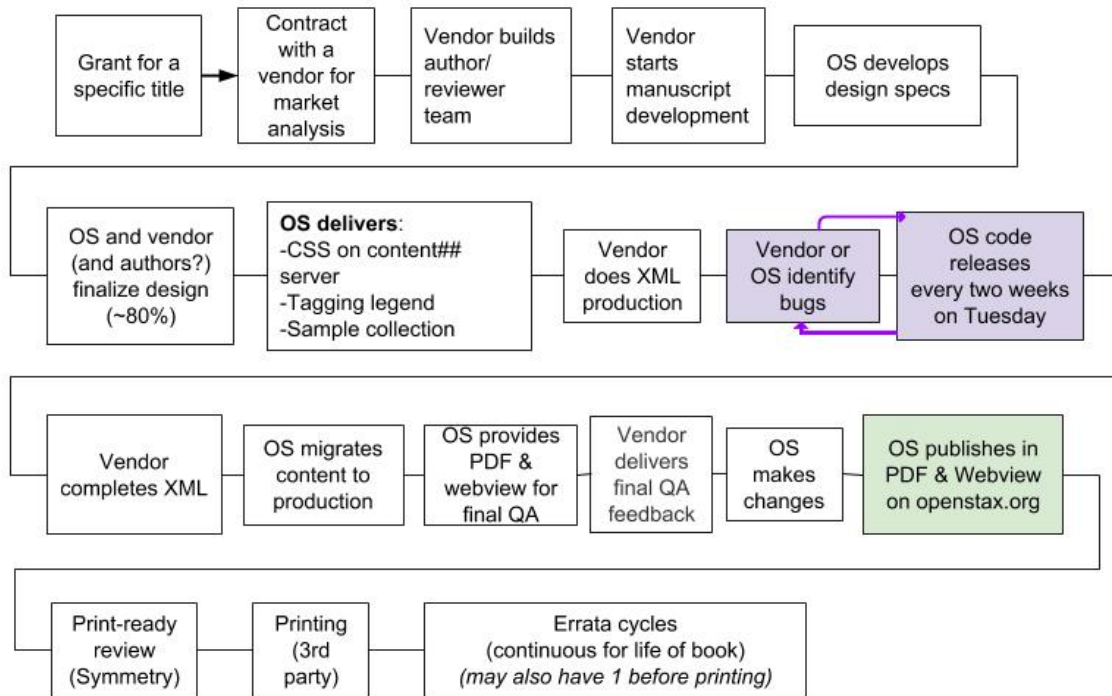 Grant for a
specific title
Contract
with a
vendor for
market
analysis
Vendor builds
author/
reviewer
team
Vendor
starts
manuscript
development
OS develops
design specs
OS and vendor
(and authors?)
finalize design
(~80%)
OS delivers:
-CSS on content##
server
-Tagging legend
-Sample collection
Vendor
does XML
production
Vendor or
OS identify
bugs
OS code
releases
every two weeks
on Tuesday
Vendor
completes XML
OS migrates
content to
production
OS provides
PDF &
webview for
final QA
Vendor
delivers
final QA
feedback
OS
makes
changes
OS publishes in
PDF & Webview
on openstax.org
Print-ready
review
(Symmetry)
Printing
(3rd
party)
Errata cycles
(continuous for life of book)
(may also have 1 before printing)